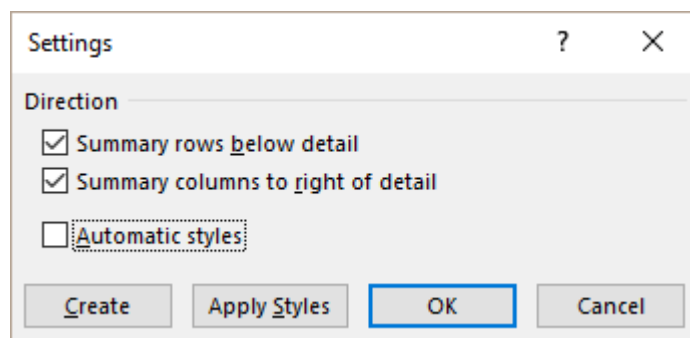 Settings ?
Direction
Summary rows below detail
Summary columns to right of detail
Automatic styles
Create Apply Styles OK Cancel